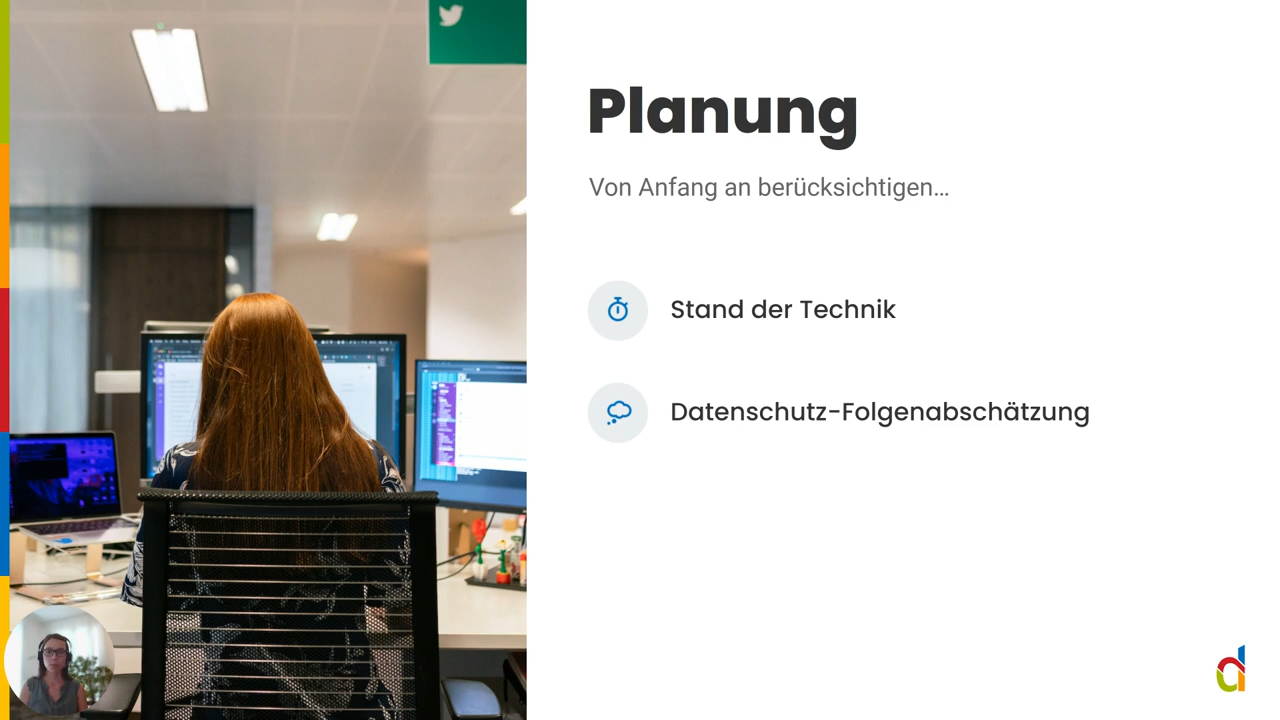 Planung
Von Anfang an berücksichtigen…
Stand der Technik
Datenschutz-Folgenabschätzung